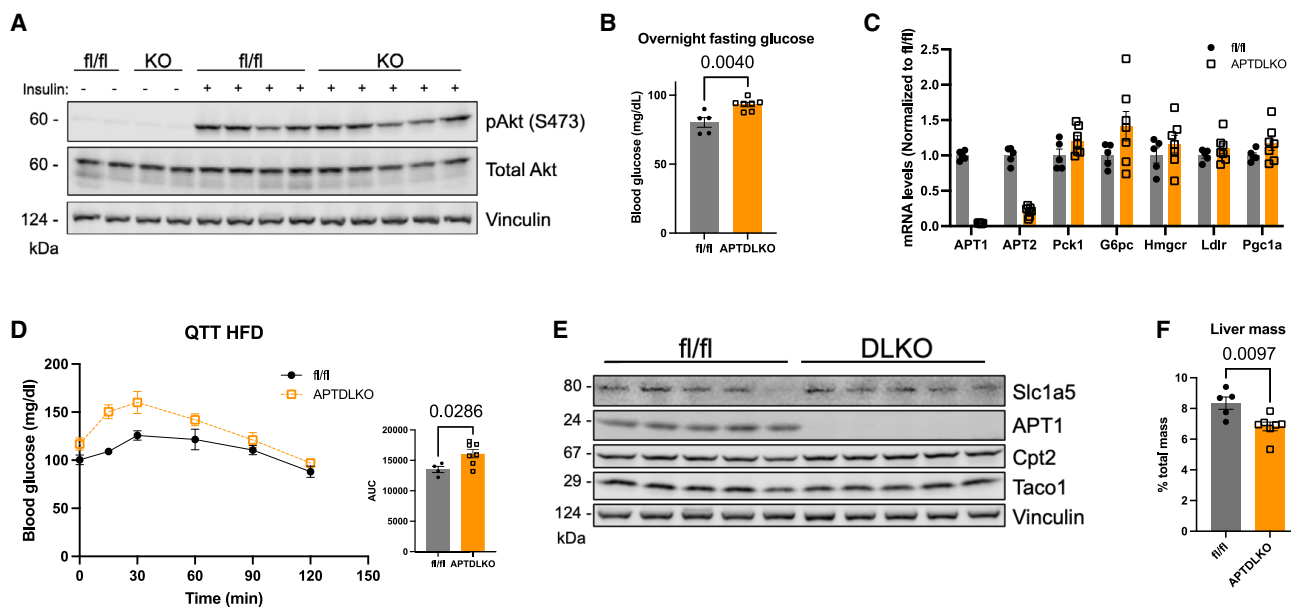 A
fl/fl KO fl/fl KO
Insulin: - - - - + + + + + + + + +
60 - pAkt (S473)
60 - Total Akt
124 - Vinculin
kDa
B
Overnight fasting glucose
0.0040
Blood glucose (mg/dL)
100
50
0
fl/fl APTDLKO
C
mRNA levels (Normalized to fl/fl)
2.5
2.0
1.5
1.0
0.5
0.0
fl/fl
APTDLKO
APT1 APT2 Pck1 G6pc Hmgcr Ldlr Pgc1a
D
QTT HFD
Blood glucose (mg/dl)
200
150
100
50
0
0 30 60 90 120 150
Time (min)
fl/fl
APTDLKO
0.0286
AUC
20000
15000
10000
5000
0
fl/fl APTDLKO
E
fl/fl DLKO
80 - Slc1a5
24 - APT1
67 - Cpt2
29 - Taco1
124 - Vinculin
kDa
F
Liver mass
0.0097
% total mass
10
8
6
4
2
0
fl/fl
APTDLKO